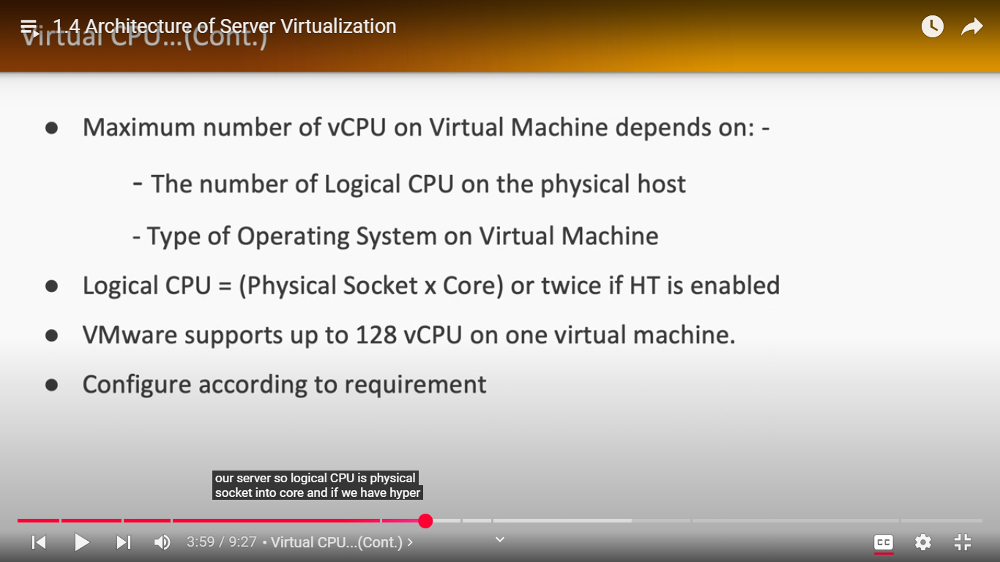 1.4 Architecture of Server Virtualization
Virtual CPU...(Cont.)
● Maximum number of vCPU on Virtual Machine depends on: -
- The number of Logical CPU on the physical host
- Type of Operating System on Virtual Machine
● Logical CPU = (Physical Socket x Core) or twice if HT is enabled
● VMware supports up to 128 vCPU on one virtual machine.
● Configure according to requirement
our server so logical CPU is physical
socket into core and if we have hyper
3:59 / 9:27 • Virtual CPU...(Cont.) ›
CC